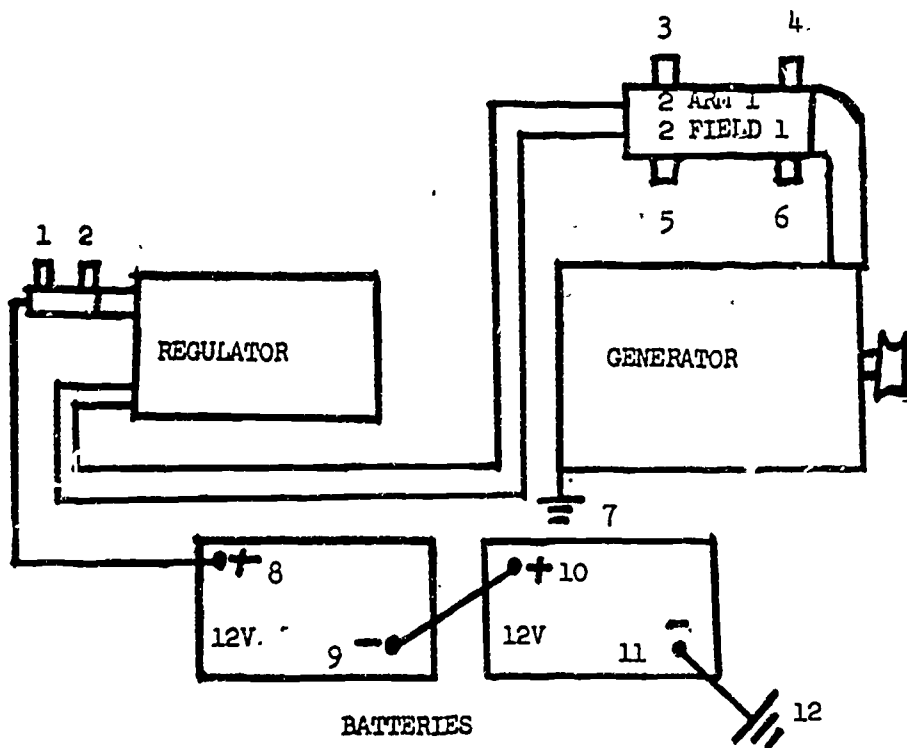 3 4
2 ARM 1
2 FIELD 1
5 6
1 2
REGULATOR
GENERATOR
7
+ 8
+ 10
12V.
9 -
12V
11 -
12
BATTERIES